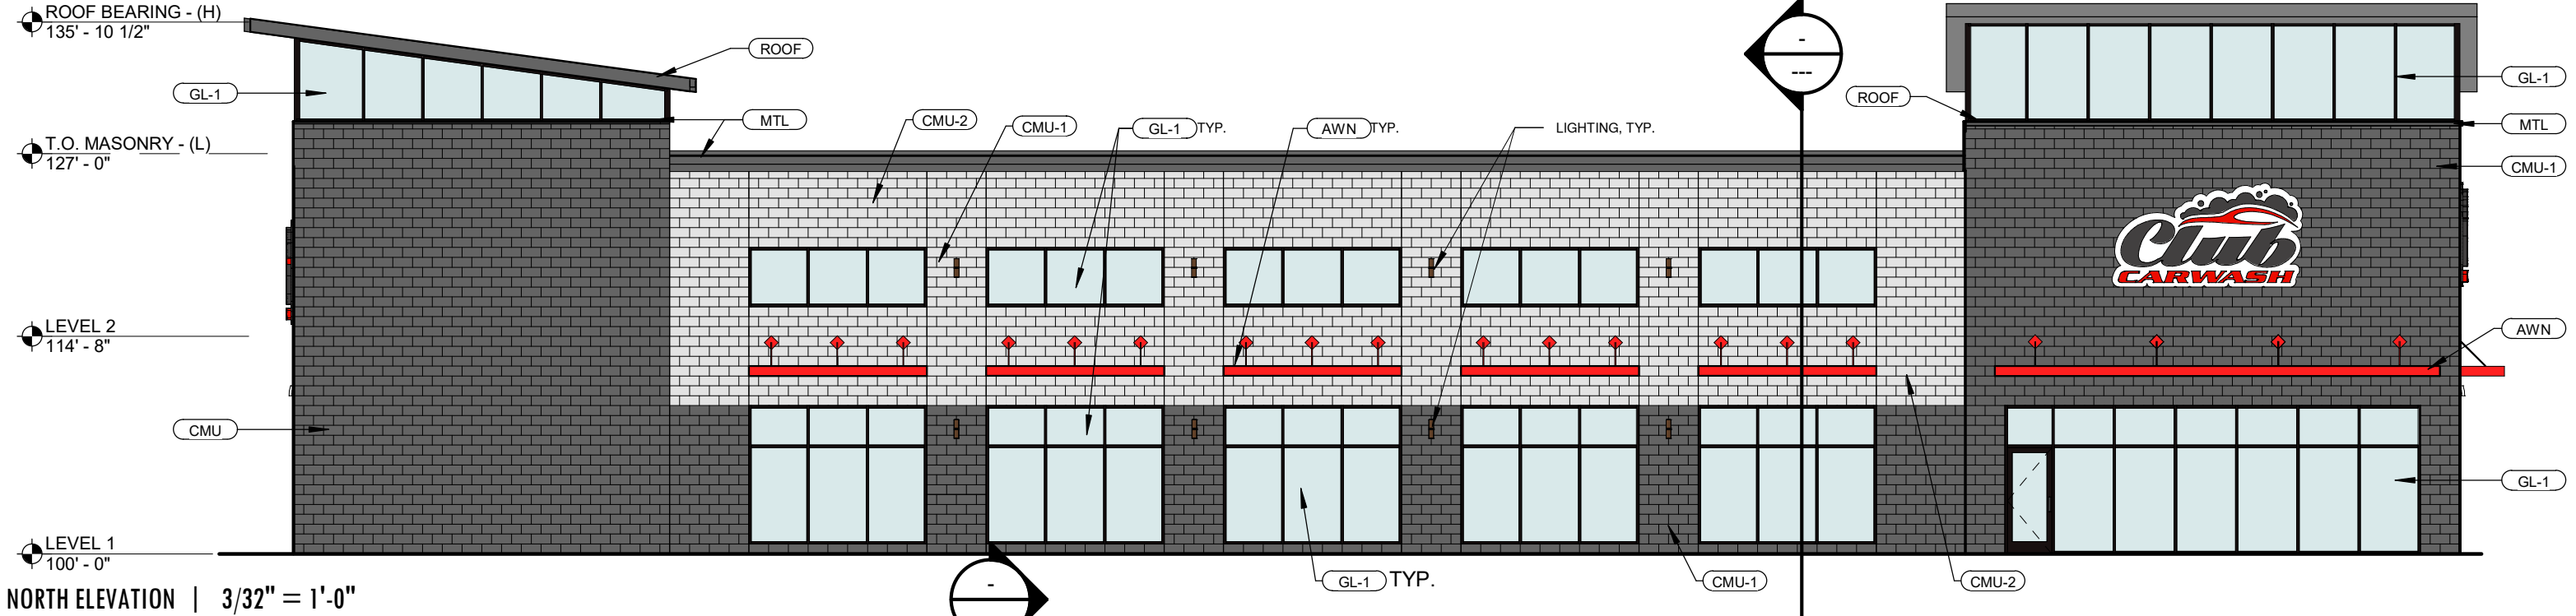 ROOF BEARING - (H)
135' - 10 1/2"
ROOF
GL-1
GL-1
ROOF
MTL
CMU-2
CMU-1
GL-1 TYP.
AWN TYP.
LIGHTING, TYP.
-
---
MTL
T.O. MASONRY - (L)
127' - 0"
CMU-1
Club
CARWASH
LEVEL 2
114' - 8"
AWN
CMU
GL-1
LEVEL 1
100' - 0"
-
GL-1 TYP.
CMU-1
CMU-2
NORTH ELEVATION | 3/32" = 1'-0"